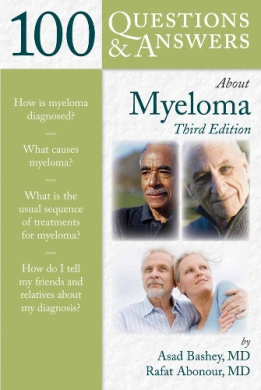 100 QUESTIONS
& ANSWERS
About
Myeloma
Third Edition
How is myeloma
diagnosed?
What causes
myeloma?
What is the
usual sequence
of treatments
for myeloma?
How do I tell
my friends and
relatives about
my diagnosis?
by
Asad Bashey, MD
Rafat Abonour, MD